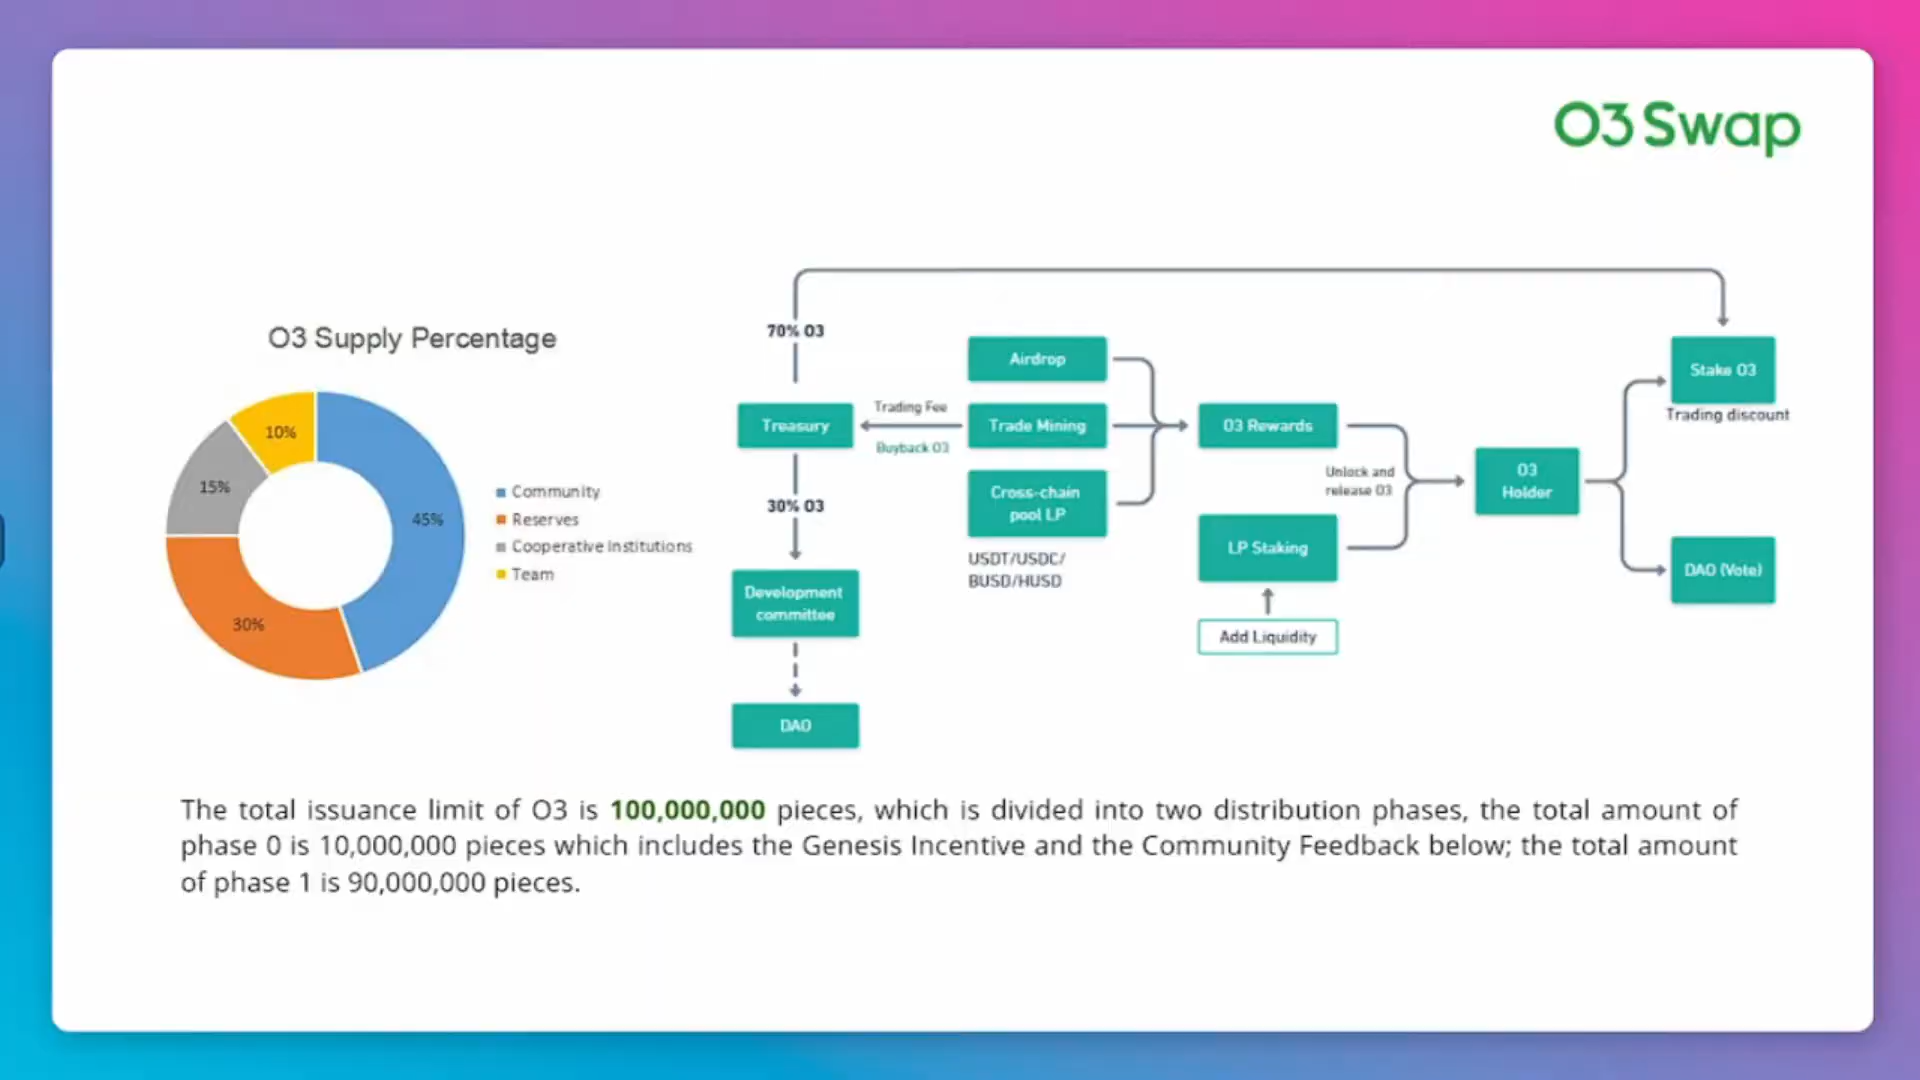 O3 Swap
O3 Supply Percentage
10%
15%
45%
30%
Community
Reserves
Cooperative Institutions
Team
70% O3
Treasury
30% O3
Development
committee
DAO
Trading Fee
Buyback O3
Airdrop
Trade Mining
Cross-chain
pool LP
USDT/USDC/
BUSD/HUSD
O3 Rewards
Unlock and
release O3
LP Staking
Add Liquidity
O3
Holder
Stake O3
Trading discount
DAO (Vote)
The total issuance limit of O3 is 100,000,000 pieces, which is divided into two distribution phases, the total amount of
phase 0 is 10,000,000 pieces which includes the Genesis Incentive and the Community Feedback below; the total amount
of phase 1 is 90,000,000 pieces.